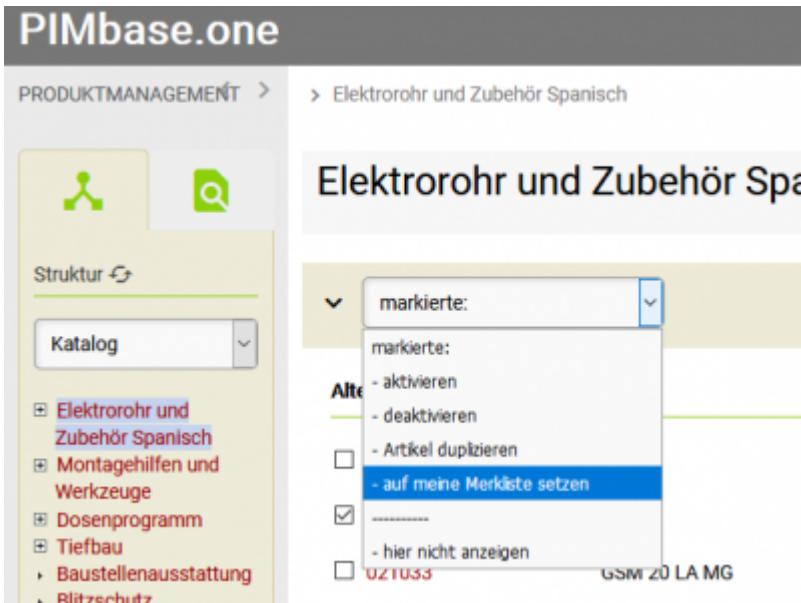 PIMbase.one
PRODUKTMANAGEMENT
> Elektrorohr und Zubehör Spanisch
Elektrorohr und Zubehör Spa
Struktur
Katalog
Elektrorohr und
Zubehör Spanisch
Montagehilfen und
Werkzeuge
Dosenprogramm
Tiefbau
Baustellenausstattung
Blitzschutz
markierte:
markierte:
- aktivieren
- deaktivieren
- Artikel duplizieren
- auf meine Merkliste setzen
----------
- hier nicht anzeigen
Alte
021033 GSM 20 LA MG